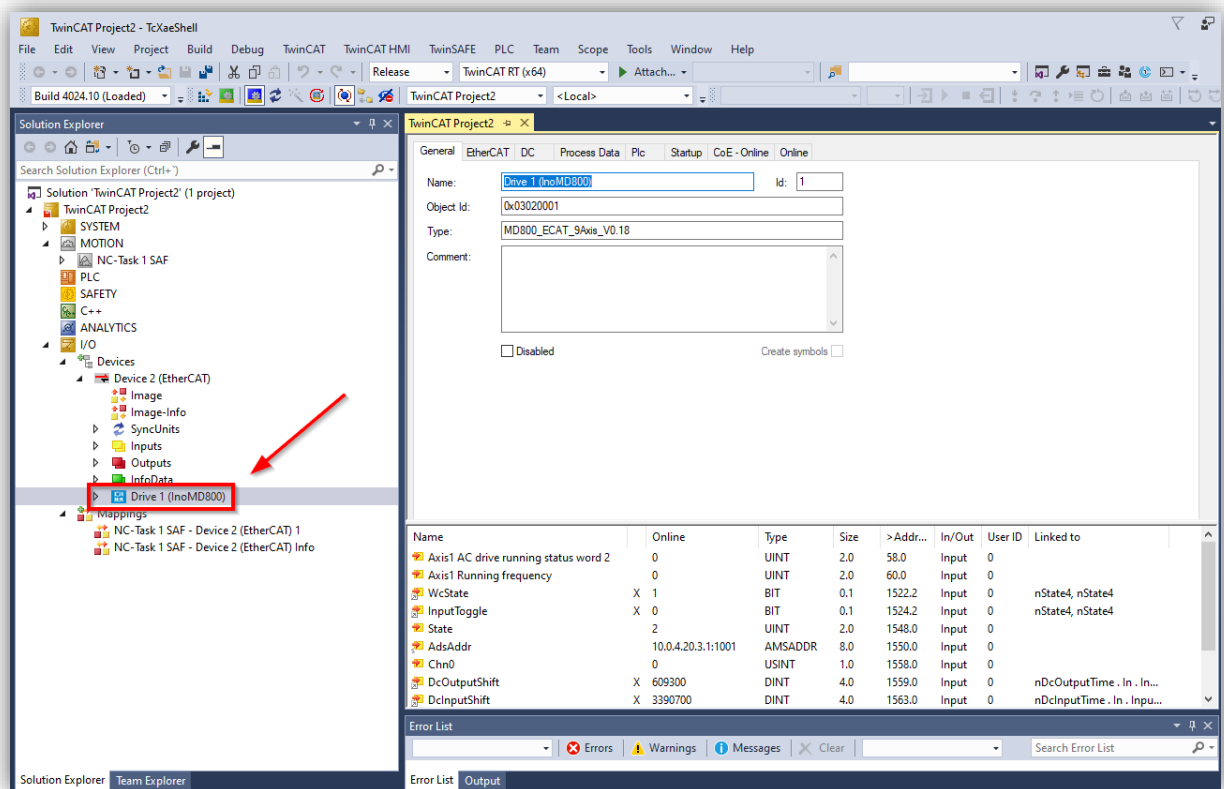 TwinCAT Project2 - TcXaeShell
File Edit View Project Build Debug TwinCAT TwinCAT HMI TwinSAFE PLC Team Scope Tools Window Help
Release TwinCAT RT (x64) Attach...
Build 4024.10 (Loaded) TwinCAT Project2 <Local>
Solution Explorer
Search Solution Explorer (Ctrl+¨)
Solution 'TwinCAT Project2' (1 project)
TwinCAT Project2
SYSTEM
MOTION
NC-Task 1 SAF
PLC
SAFETY
C++
ANALYTICS
I/O
Devices
Device 2 (EtherCAT)
Image
Image-Info
SyncUnits
Inputs
Outputs
InfoData
Drive 1 (InoMD800)
Mappings
NC-Task 1 SAF - Device 2 (EtherCAT) 1
NC-Task 1 SAF - Device 2 (EtherCAT) Info
Solution Explorer Team Explorer
TwinCAT Project2
General EtherCAT DC Process Data Plc Startup CoE - Online Online
Name: Drive 1 (InoMD800) Id: 1
Object Id: 0x03020001
Type: MD800_ECAT_9Axis_V0.18
Comment:
Disabled Create symbols
Name Online Type Size >Addr... In/Out User ID Linked to
Axis1 AC drive running status word 2 0 UINT 2.0 58.0 Input 0
Axis1 Running frequency 0 UINT 2.0 60.0 Input 0
WcState X 1 BIT 0.1 1522.2 Input 0 nState4, nState4
InputToggle X 0 BIT 0.1 1524.2 Input 0 nState4, nState4
State 2 UINT 2.0 1548.0 Input 0
AdsAddr 10.0.4.20.3.1:1001 AMSADDR 8.0 1550.0 Input 0
Chn0 0 USINT 1.0 1558.0 Input 0
DcOutputShift X 609300 DINT 4.0 1559.0 Input 0 nDcOutputTime . In . In...
DcInputShift X 3390700 DINT 4.0 1563.0 Input 0 nDcInputTime . In . Inpu...
Error List
Errors Warnings Messages Clear Search Error List
Error List Output